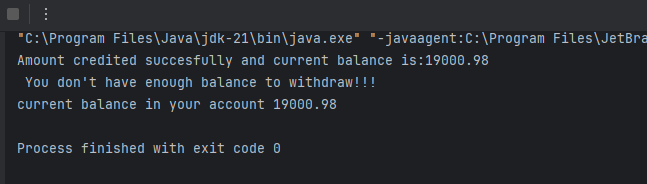 "C:\Program Files\Java\jdk-21\bin\java.exe" "-javaagent:C:\Program Files\JetBra
Amount credited succesfully and current balance is:19000.98
 You don't have enough balance to withdraw!!!
current balance in your account 19000.98
Process finished with exit code 0